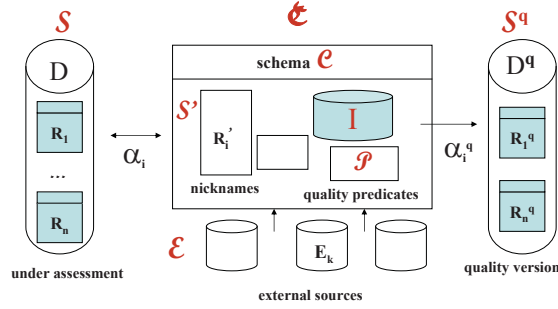 𝒮
ℭ
𝒮q
D
schema 𝒞
Dq
𝒮'
R1
Ri'
I
R1q
αi
𝒫
αiq
...
nicknames
quality predicates
Rn
Rnq
ℰ
Ek
under assessment
quality version
external sources